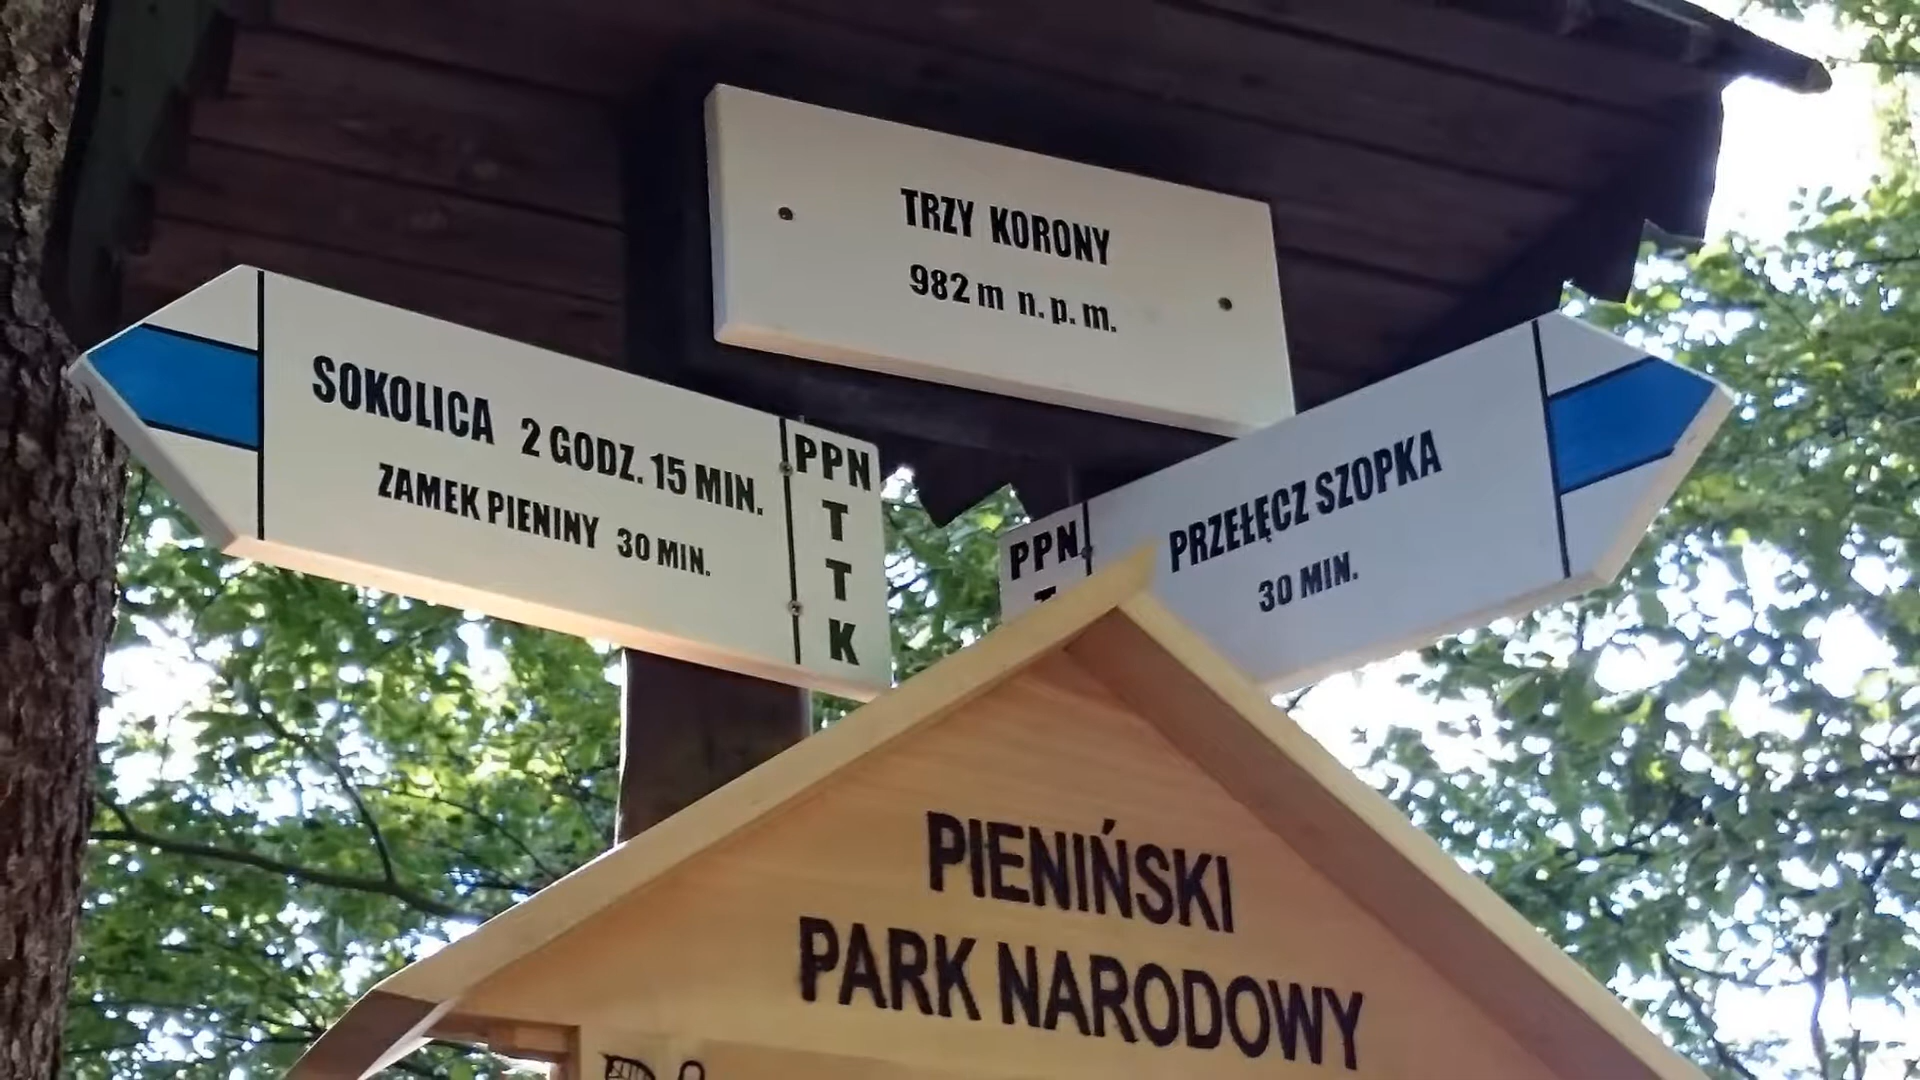 TRZY KORONY
982 m n.p.m.
SOKOLICA 2 GODZ. 15 MIN.
ZAMEK PIENINY 30 MIN.
PPN
T
T
K
PRZEŁĘCZ SZOPKA
30 MIN.
PPN
T
PIENIŃSKI
PARK NARODOWY